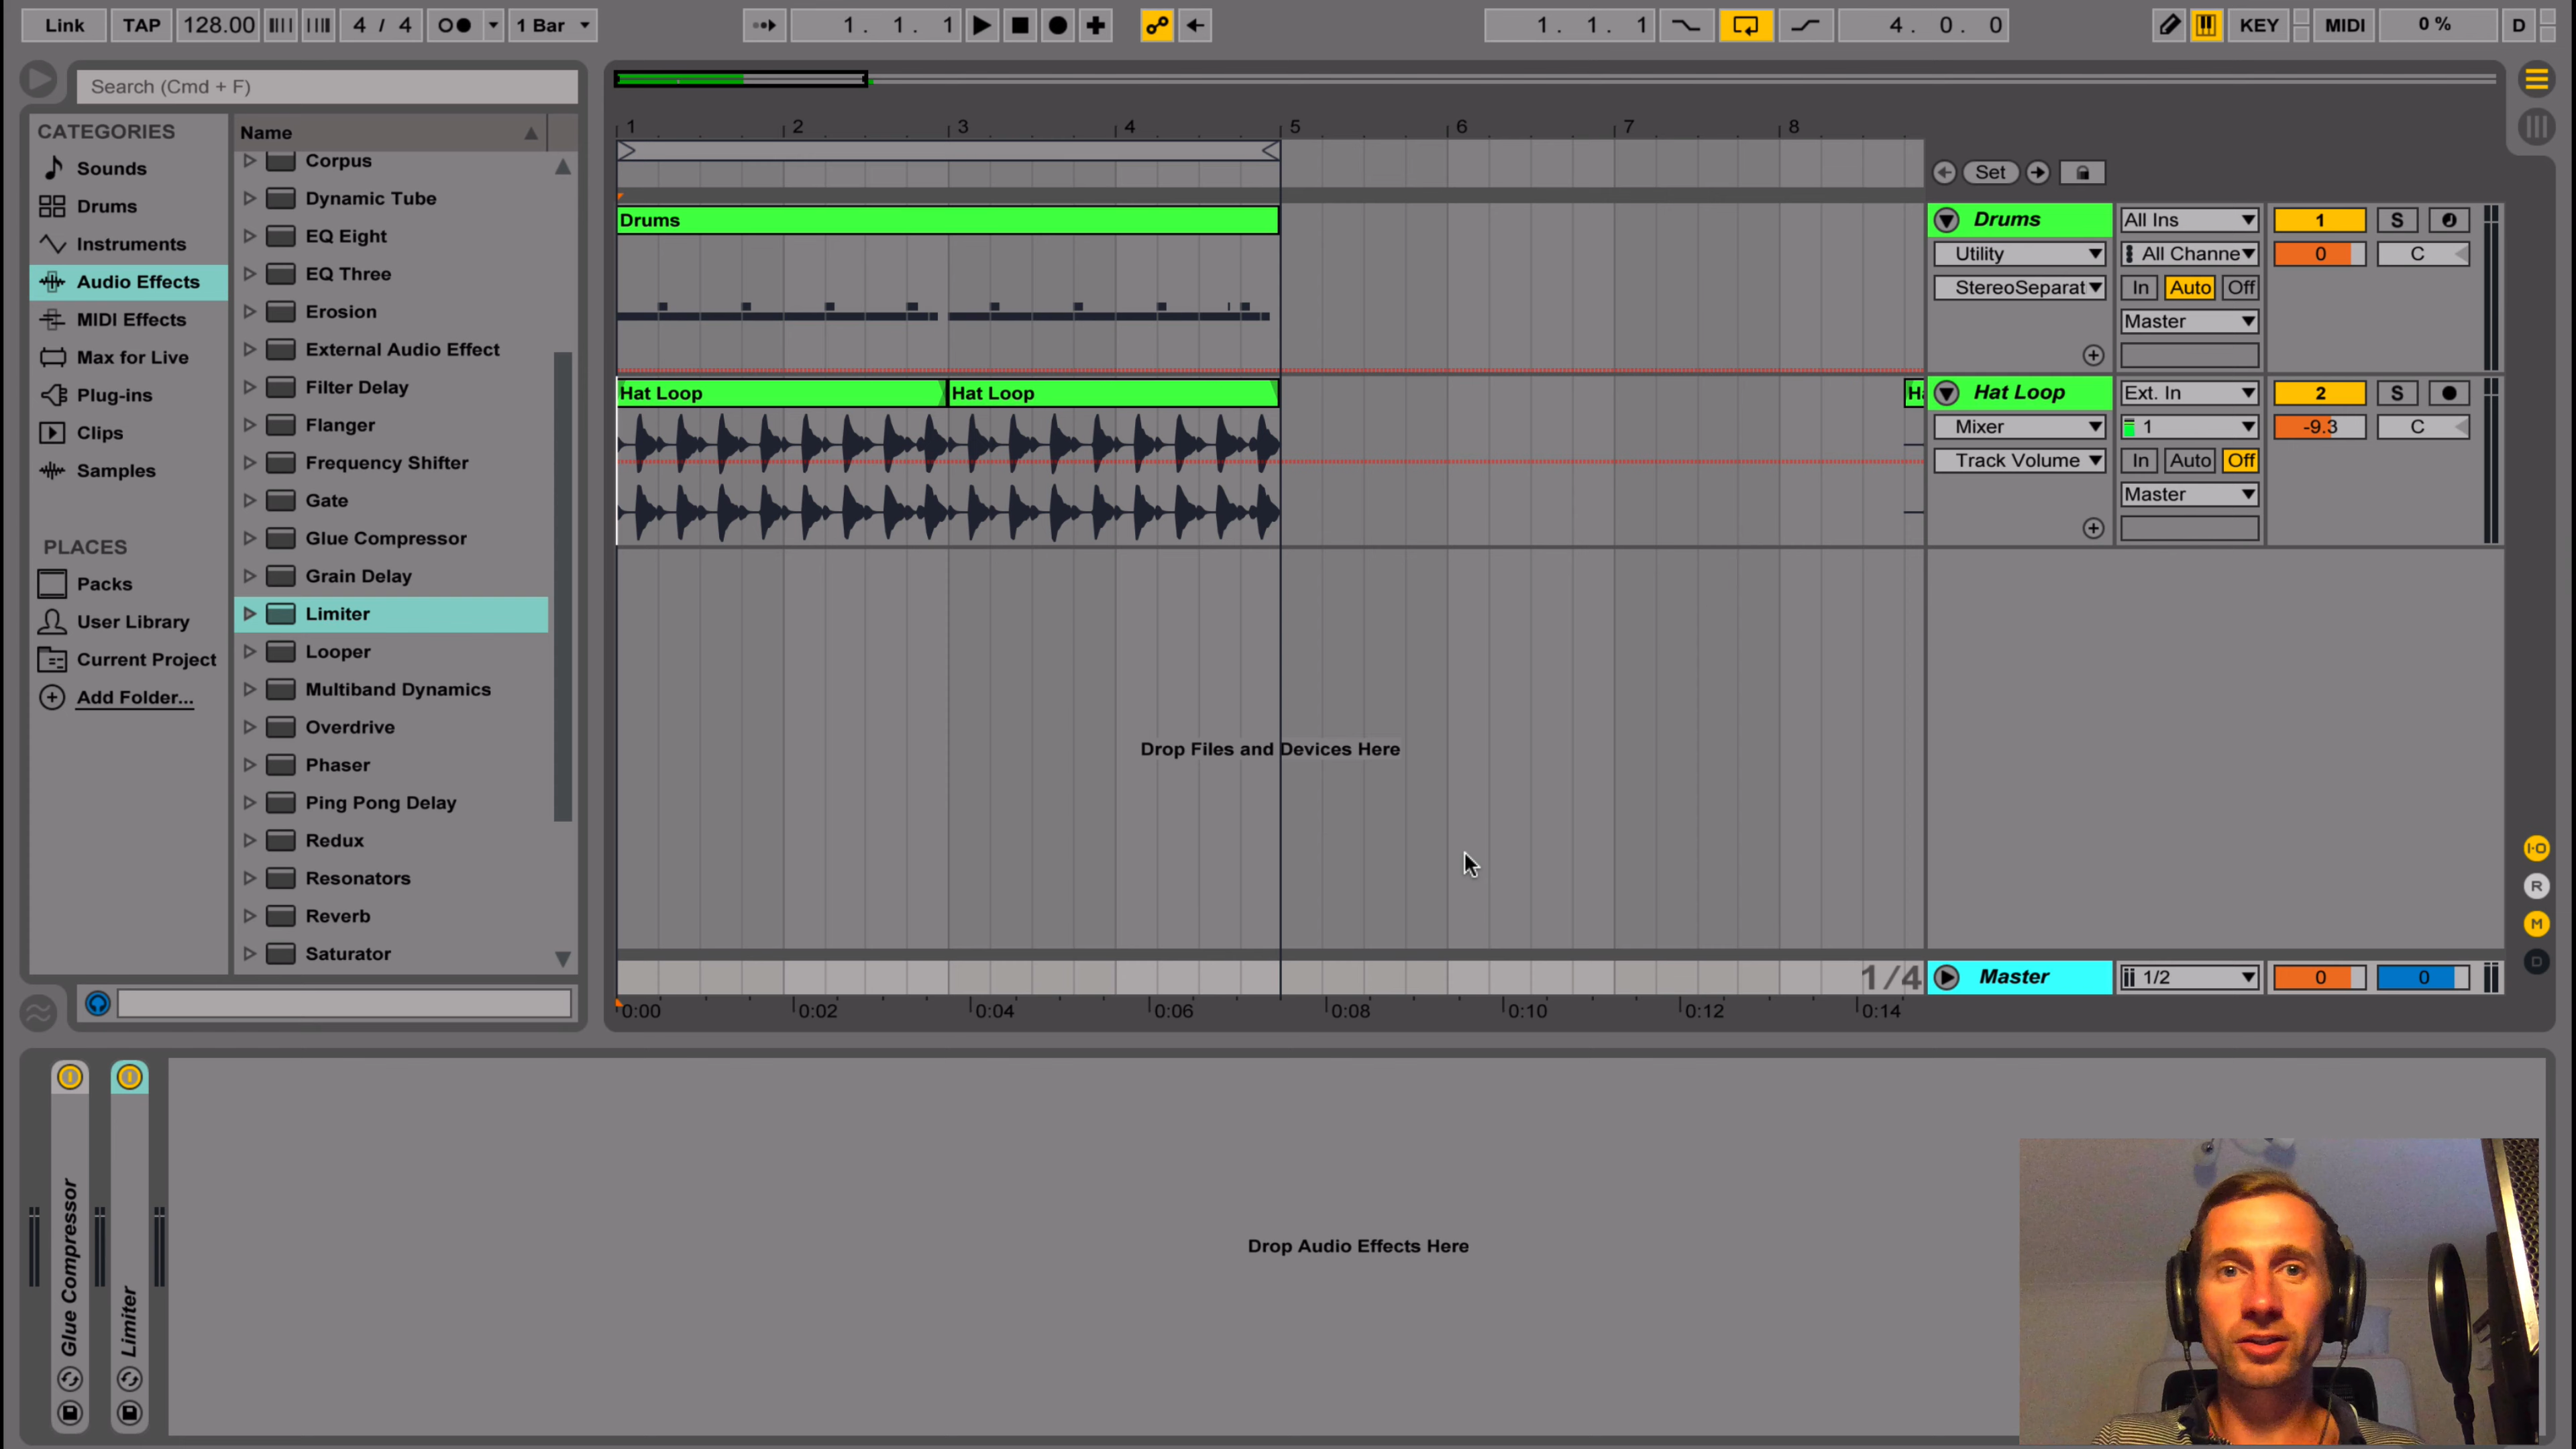 Link TAP 128.00 4 / 4 1 Bar 1. 1. 1 1. 1. 1 4. 0. 0 KEY MIDI 0 % D
Search (Cmd + F)
CATEGORIES
Sounds
Drums
Instruments
Audio Effects
MIDI Effects
Max for Live
Plug-ins
Clips
Samples
PLACES
Packs
User Library
Current Project
Add Folder...
Name
Corpus
Dynamic Tube
EQ Eight
EQ Three
Erosion
External Audio Effect
Filter Delay
Flanger
Frequency Shifter
Gate
Glue Compressor
Grain Delay
Limiter
Looper
Multiband Dynamics
Overdrive
Phaser
Ping Pong Delay
Redux
Resonators
Reverb
Saturator
1 2 3 4 5 6 7 8
Set
Drums
Drums All Ins 1 S
Utility All Channe 0 C
StereoSeparat In Auto Off
Master
Hat Loop Hat Loop Ha
Hat Loop Ext. In 2 S
Mixer 1 -9.3 C
Track Volume In Auto Off
Master
Drop Files and Devices Here
I·O
R
M
D
1/4 Master 1/2 0 0
0:00 0:02 0:04 0:06 0:08 0:10 0:12 0:14
Glue Compressor
Limiter
Drop Audio Effects Here